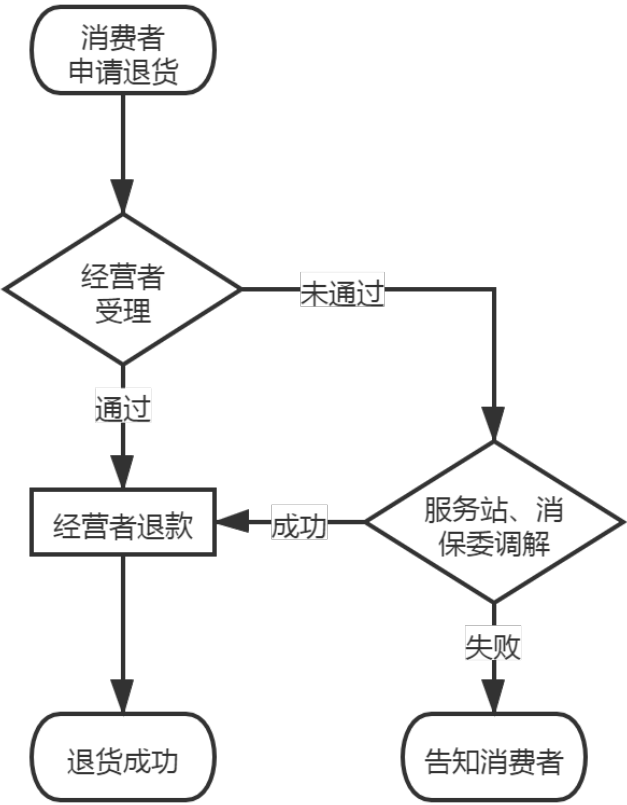 消费者
申请退货
经营者
受理
未通过
通过
服务站、消
保委调解
成功
经营者退款
失败
退货成功
告知消费者